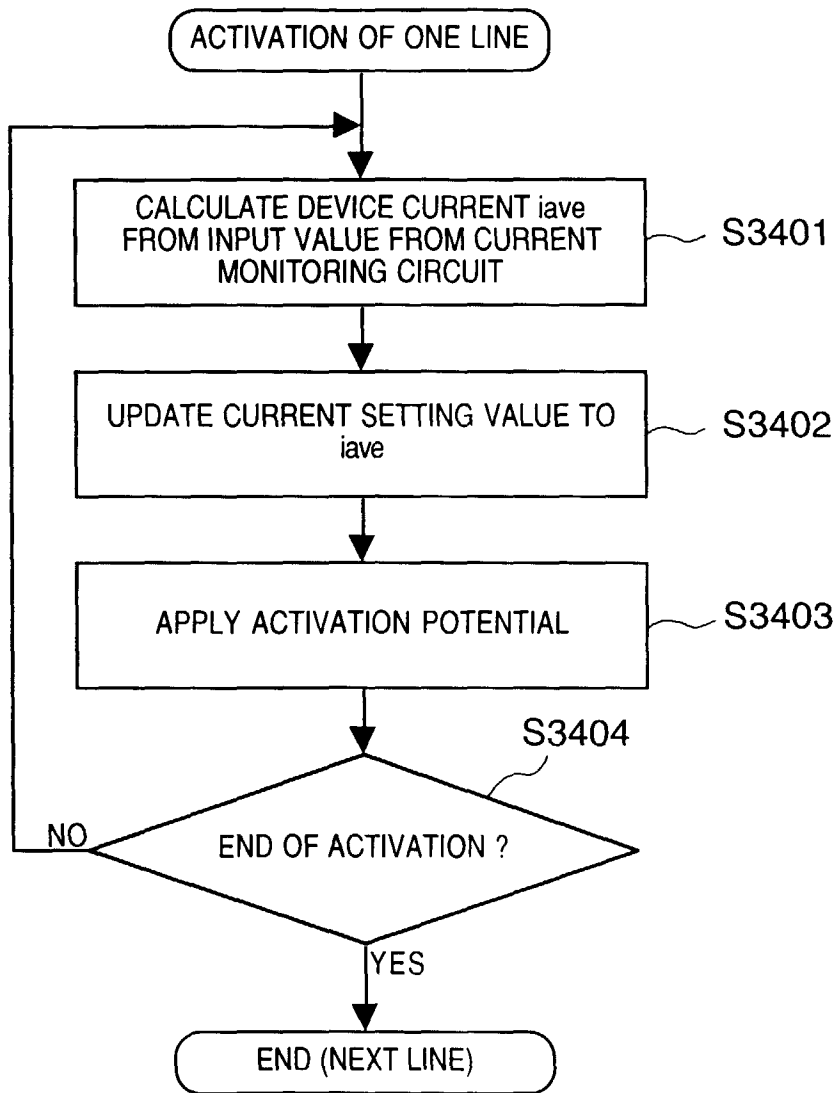 ACTIVATION OF ONE LINE
CALCULATE DEVICE CURRENT iave
FROM INPUT VALUE FROM CURRENT
MONITORING CIRCUIT
S3401
UPDATE CURRENT SETTING VALUE TO
iave
S3402
APPLY ACTIVATION POTENTIAL
S3403
S3404
END OF ACTIVATION ?
NO
YES
END (NEXT LINE)